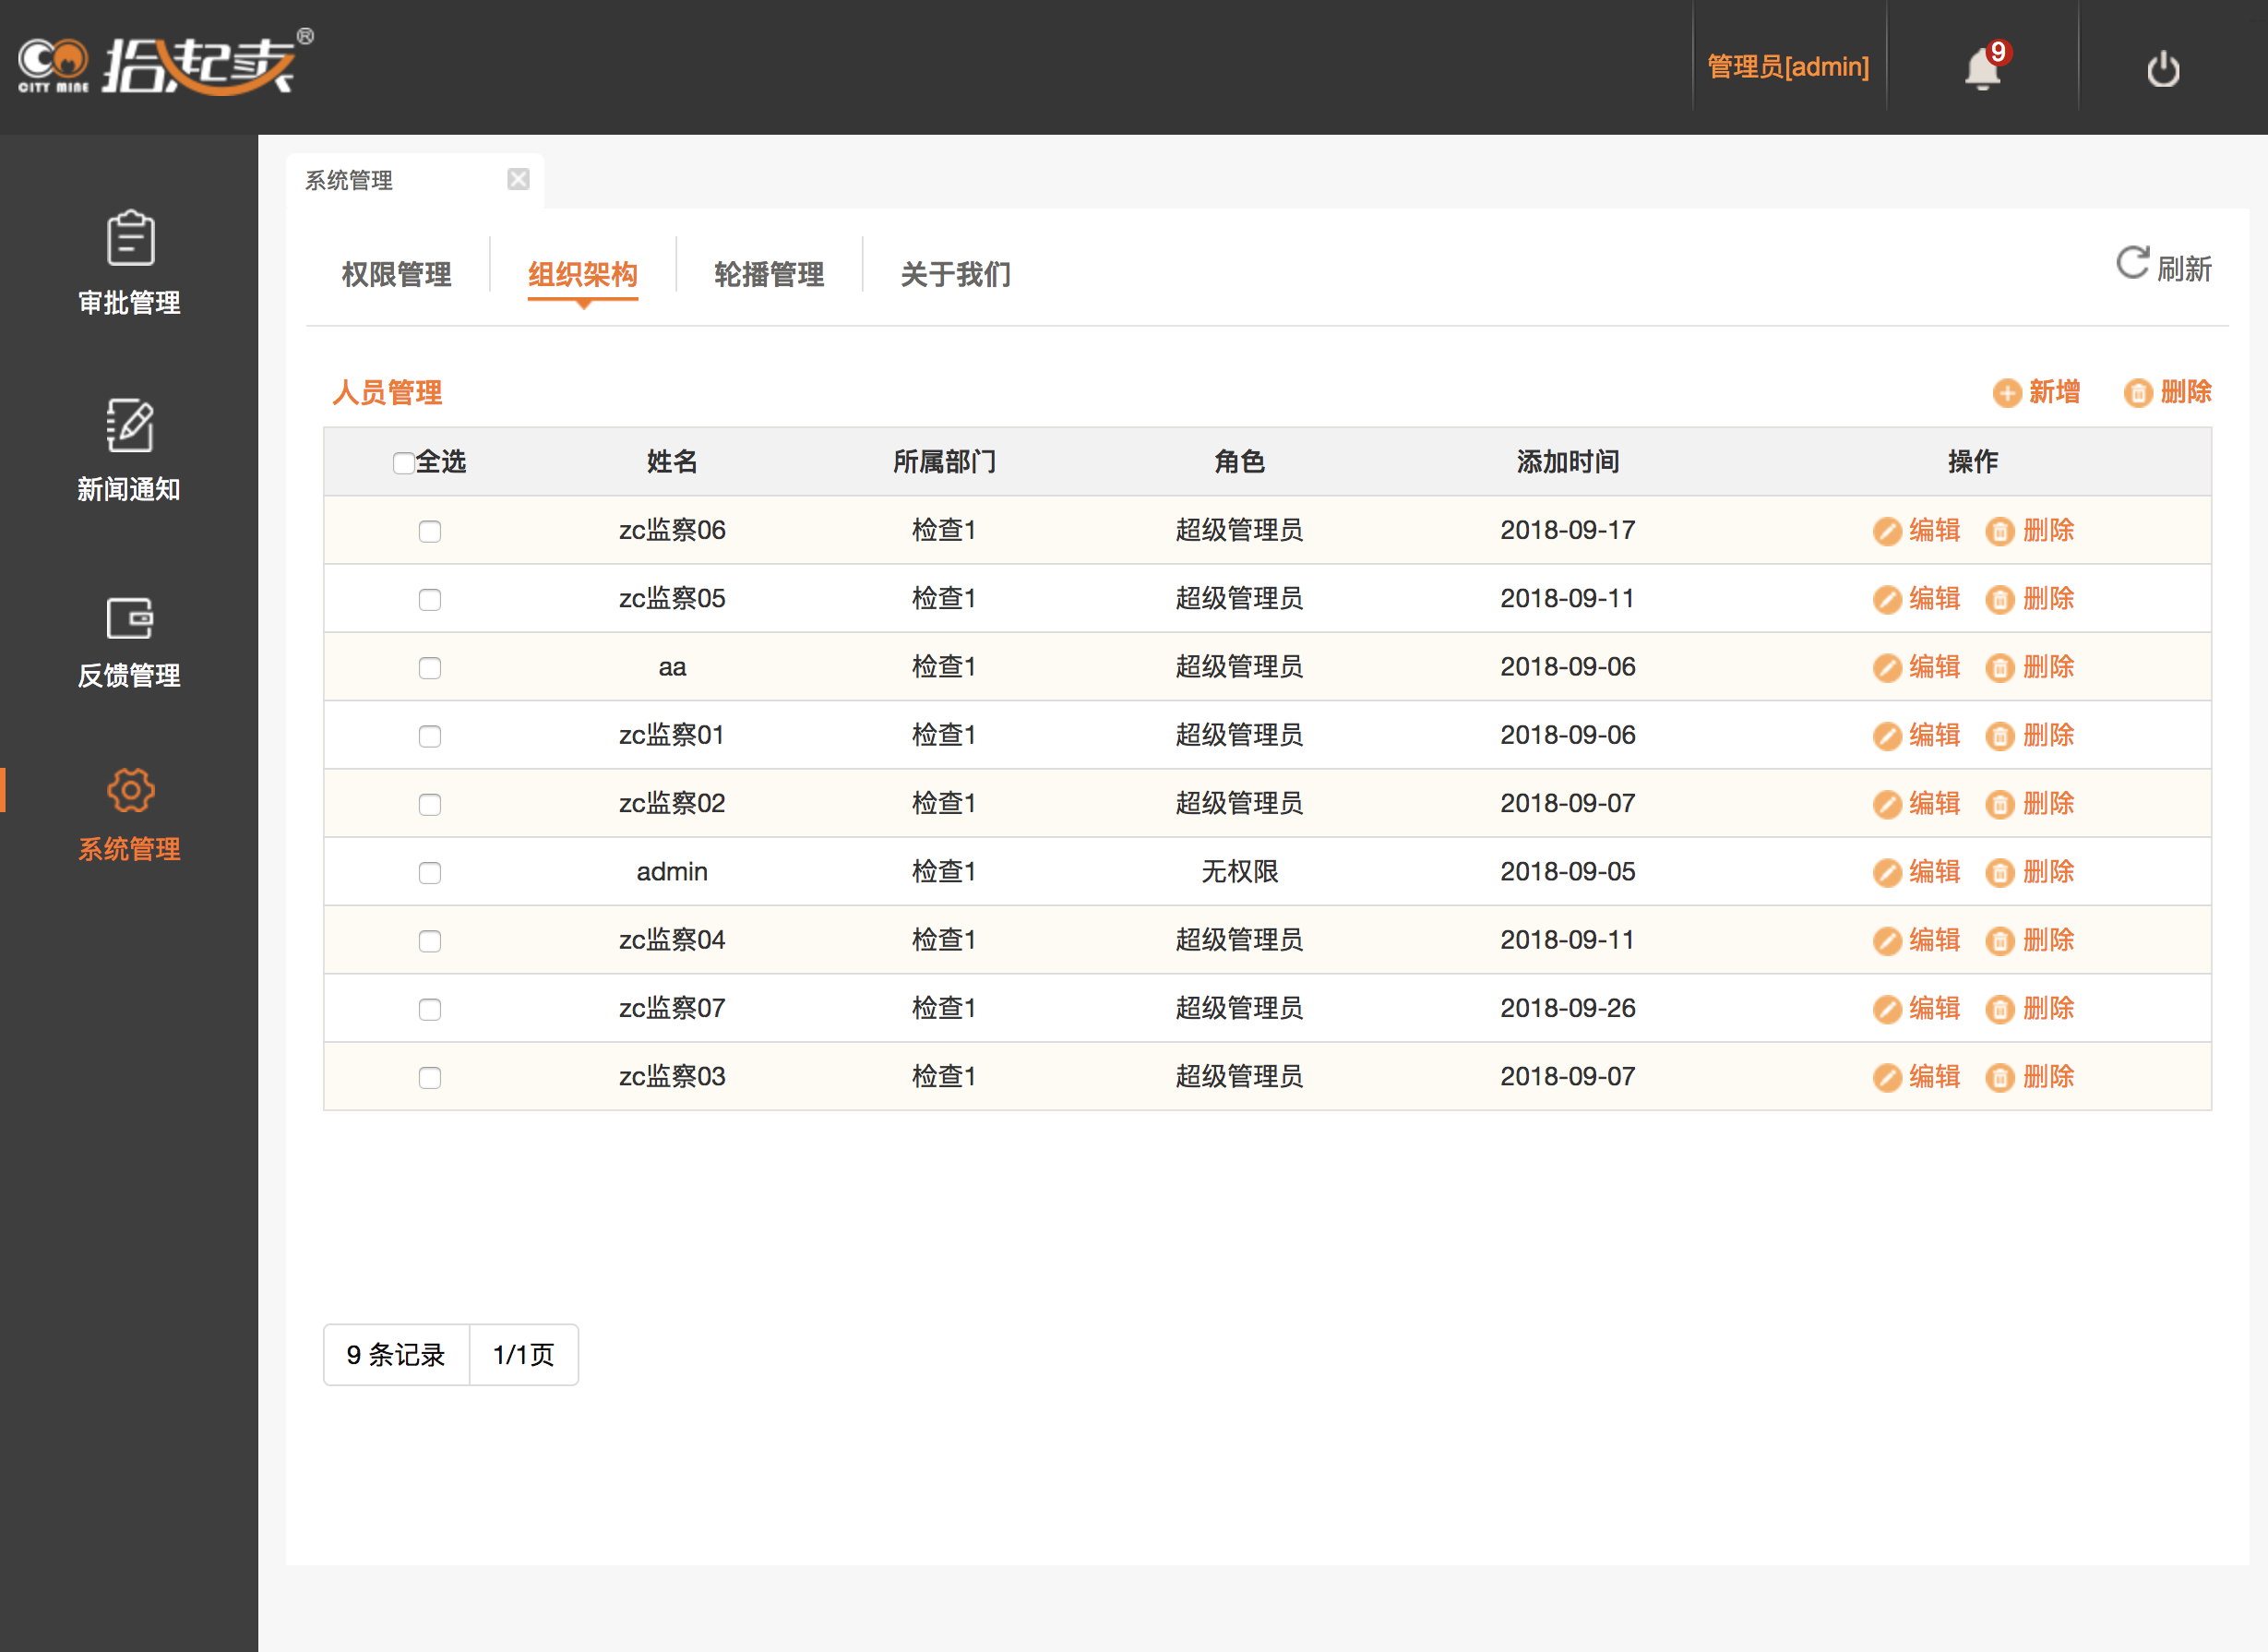 CITY MINE 拾起卖®
管理员[admin]
9
审批管理
新闻通知
反馈管理
系统管理
系统管理
权限管理 组织架构 轮播管理 关于我们
刷新
人员管理
新增 删除
全选 姓名 所属部门 角色 添加时间 操作
zc监察06 检查1 超级管理员 2018-09-17 编辑 删除
zc监察05 检查1 超级管理员 2018-09-11 编辑 删除
aa 检查1 超级管理员 2018-09-06 编辑 删除
zc监察01 检查1 超级管理员 2018-09-06 编辑 删除
zc监察02 检查1 超级管理员 2018-09-07 编辑 删除
admin 检查1 无权限 2018-09-05 编辑 删除
zc监察04 检查1 超级管理员 2018-09-11 编辑 删除
zc监察07 检查1 超级管理员 2018-09-26 编辑 删除
zc监察03 检查1 超级管理员 2018-09-07 编辑 删除
9 条记录 1/1页